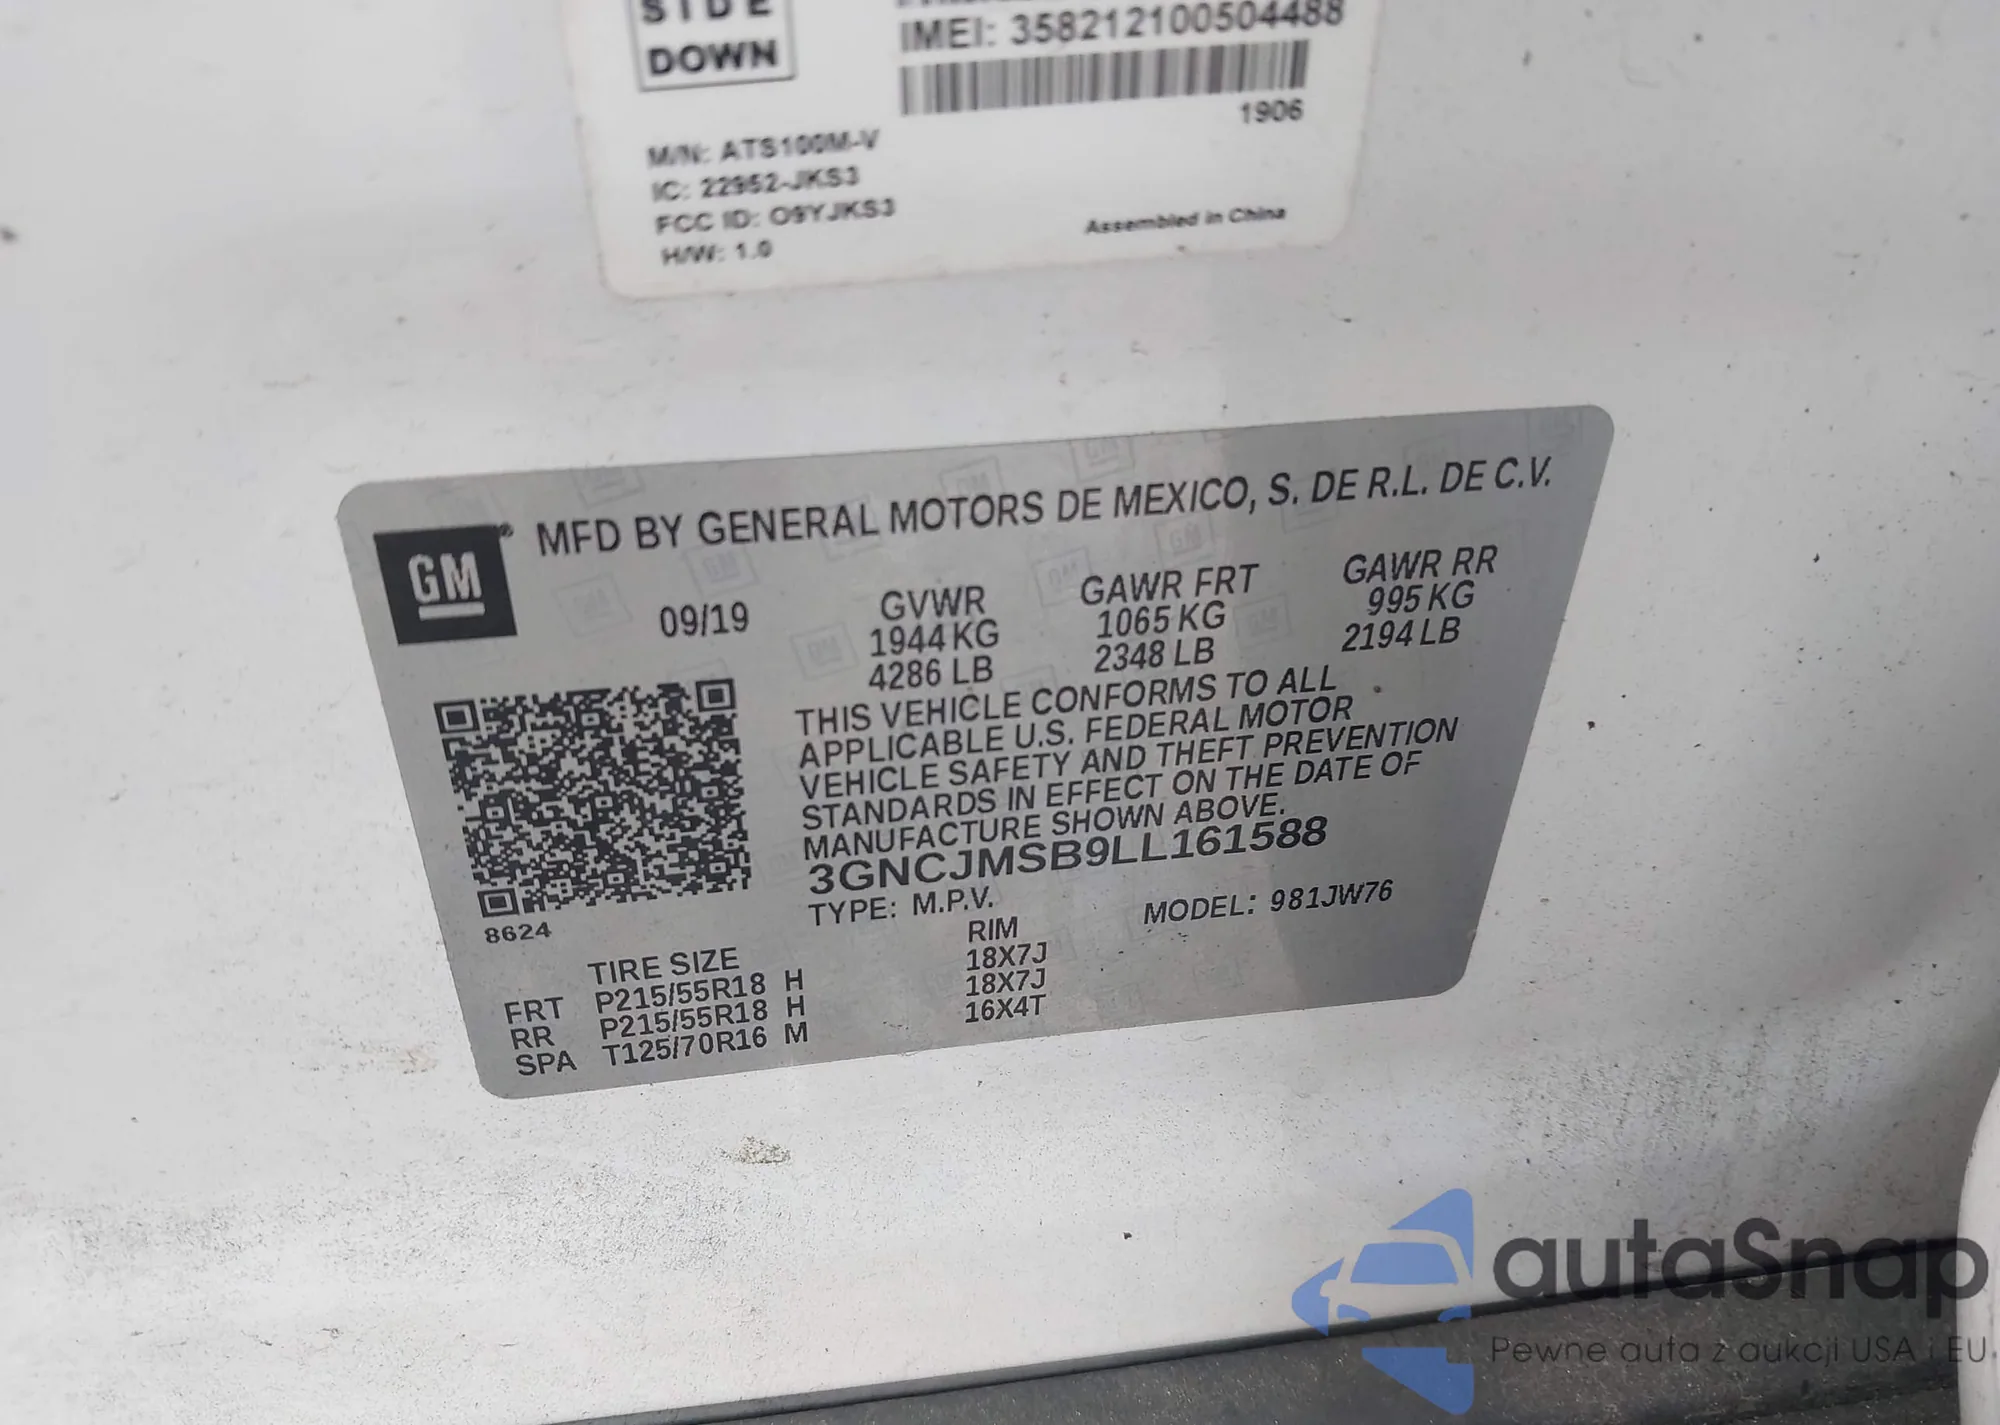 SIDE
DOWN
IMEI: 358212100504488
1906
M/N: ATS100M-V
IC: 22952-JKS3
FCC ID: O9YJKS3
H/W: 1.0
Assembled in China
GM® MFD BY GENERAL MOTORS DE MEXICO, S. DE R.L. DE C.V.
09/19 GVWR GAWR FRT GAWR RR
1944 KG 1065 KG 995 KG
4286 LB 2348 LB 2194 LB
THIS VEHICLE CONFORMS TO ALL
APPLICABLE U.S. FEDERAL MOTOR
VEHICLE SAFETY AND THEFT PREVENTION
STANDARDS IN EFFECT ON THE DATE OF
MANUFACTURE SHOWN ABOVE.
3GNCJMSB9LL161588
TYPE: M.P.V. MODEL: 981JW76
8624
TIRE SIZE RIM
FRT P215/55R18 H 18X7J
RR P215/55R18 H 18X7J
SPA T125/70R16 M 16X4T
autaSnap
Pewne auta z aukcji USA i EU